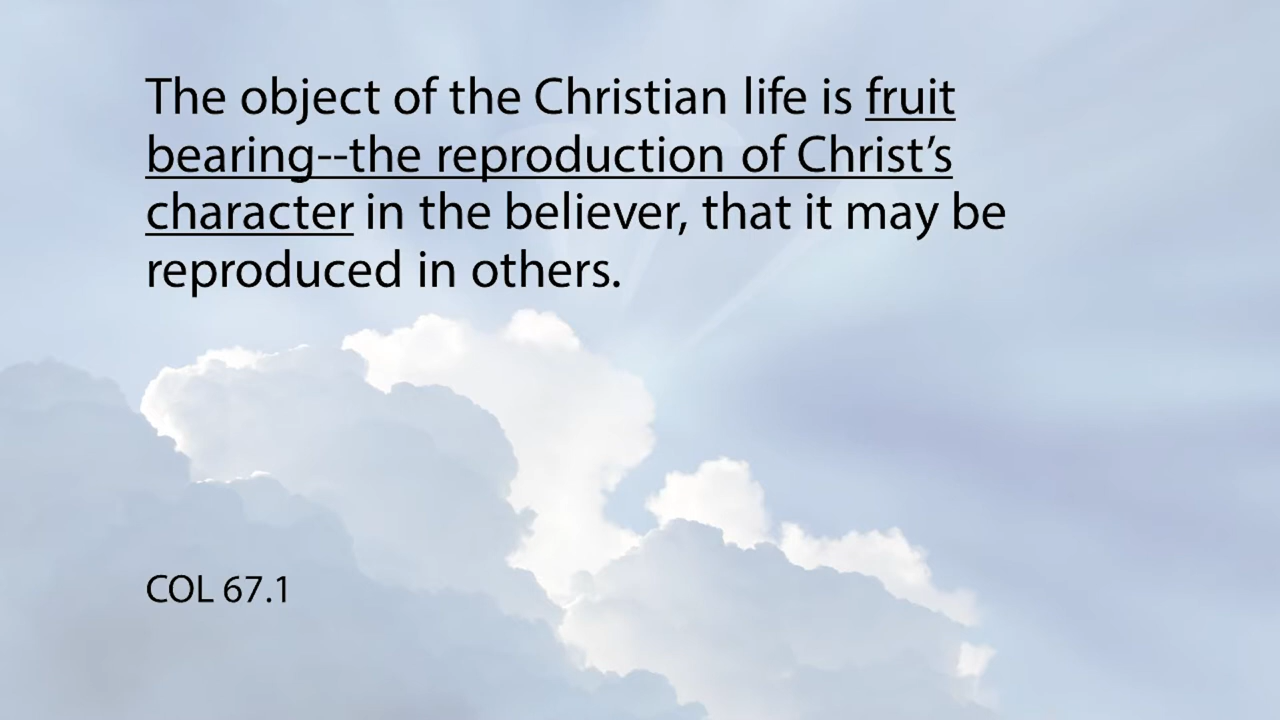 The object of the Christian life is fruit
bearing--the reproduction of Christ’s
character in the believer, that it may be
reproduced in others.
COL 67.1